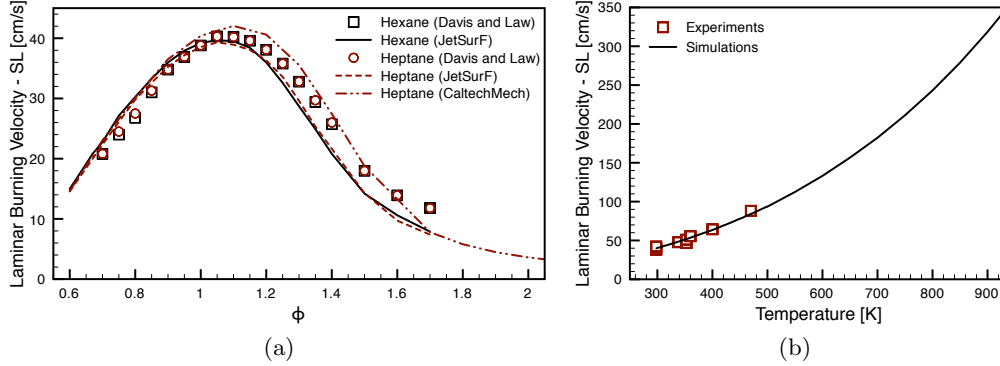 Laminar Burning Velocity - SL [cm/s]
40
30
20
10
0
0.6
0.8
1
1.2
1.4
1.6
1.8
2
ϕ
Hexane (Davis and Law)
Hexane (JetSurF)
Heptane (Davis and Law)
Heptane (JetSurF)
Heptane (CaltechMech)
(a)
Laminar Burning Velocity - SL [cm/s]
350
300
250
200
150
100
50
0
300
400
500
600
700
800
900
Temperature [K]
Experiments
Simulations
(b)